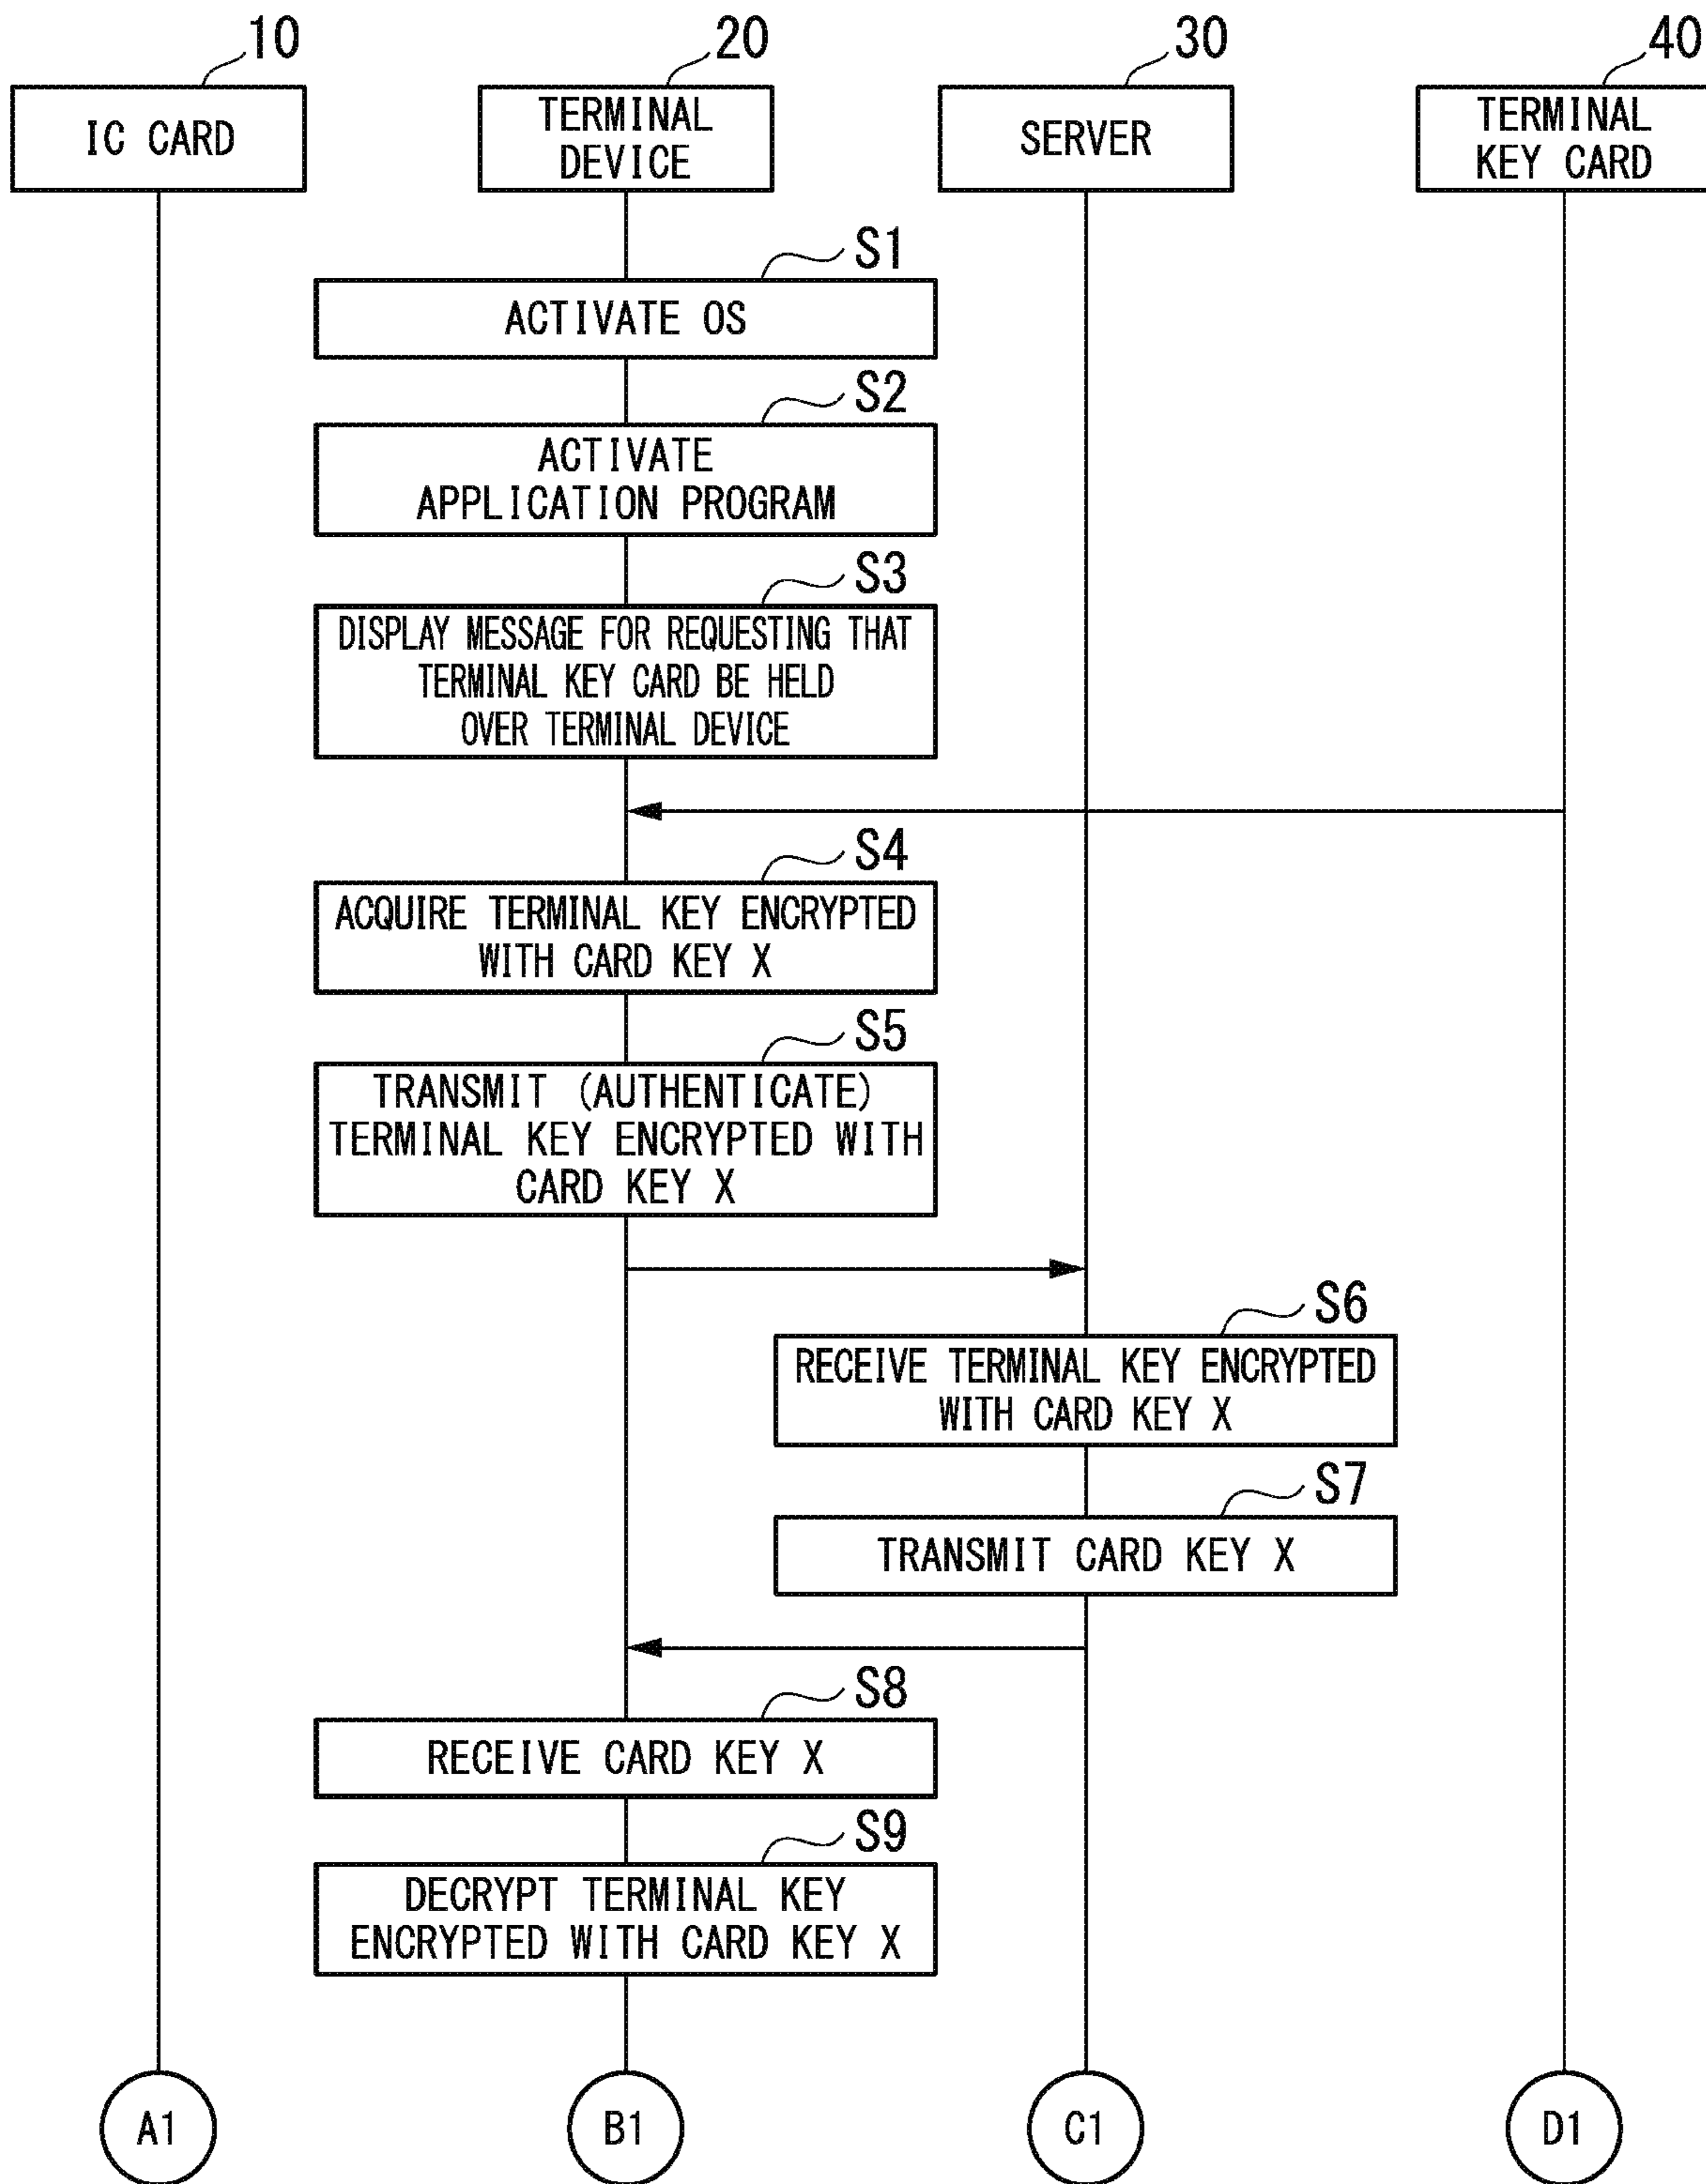 10
20
30
40
IC CARD
TERMINAL
DEVICE
SERVER
TERMINAL
KEY CARD
S1
ACTIVATE OS
S2
ACTIVATE
APPLICATION PROGRAM
S3
DISPLAY MESSAGE FOR REQUESTING THAT
TERMINAL KEY CARD BE HELD
OVER TERMINAL DEVICE
S4
ACQUIRE TERMINAL KEY ENCRYPTED
WITH CARD KEY X
S5
TRANSMIT (AUTHENTICATE)
TERMINAL KEY ENCRYPTED WITH
CARD KEY X
S6
RECEIVE TERMINAL KEY ENCRYPTED
WITH CARD KEY X
S7
TRANSMIT CARD KEY X
S8
RECEIVE CARD KEY X
S9
DECRYPT TERMINAL KEY
ENCRYPTED WITH CARD KEY X
A1
B1
C1
D1